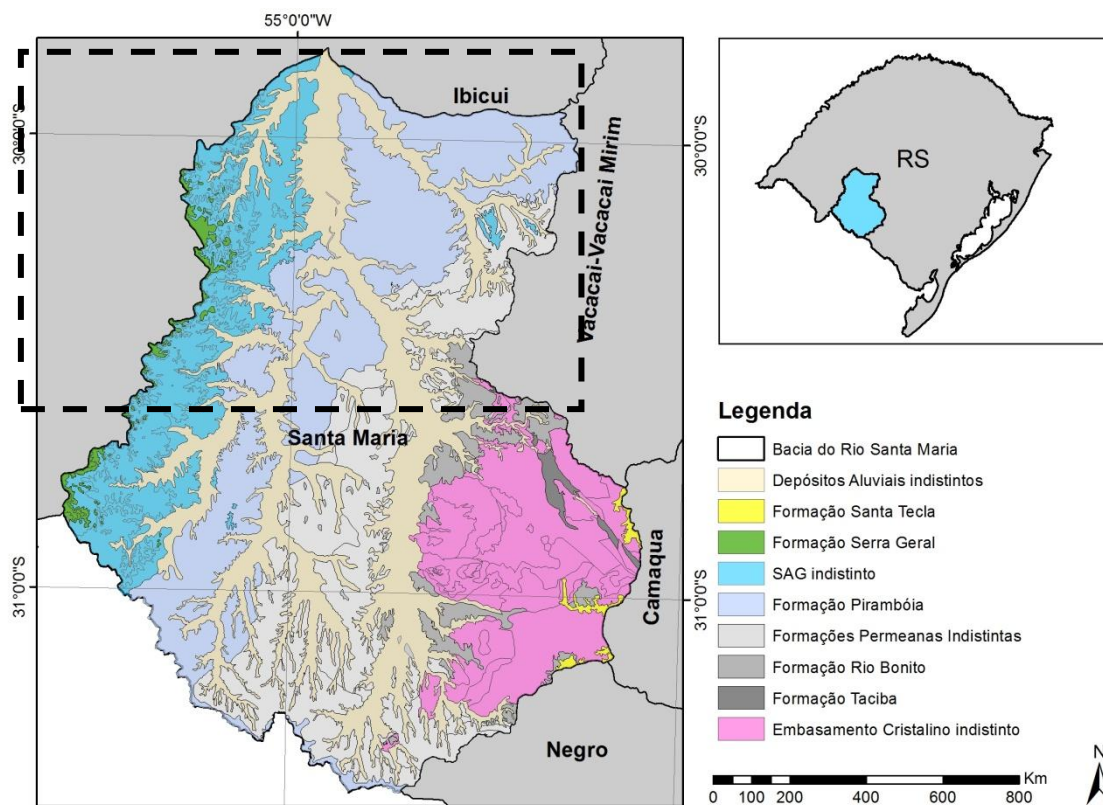 55°0'0"W
Ibicui
30°0'0"S
Vacacai-Vacacai Mirim
30°0'0"S
RS
Santa Maria
31°0'0"S
Camaqua
31°0'0"S
Negro
Legenda
Bacia do Rio Santa Maria
Depósitos Aluviais indistintos
Formação Santa Tecla
Formação Serra Geral
SAG indistinto
Formação Pirambóia
Formações Permeanas Indistintas
Formação Rio Bonito
Formação Taciba
Embasamento Cristalino indistinto
N
Km
0 100 200 400 600 800